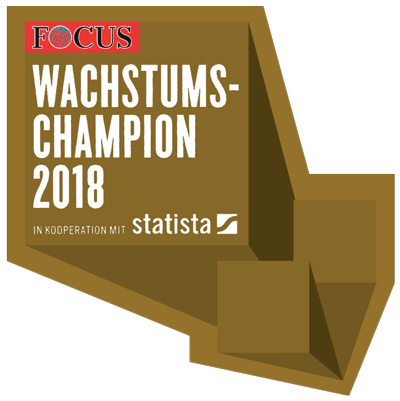 FOCUS
WACHSTUMS-
CHAMPION
2018
IN KOOPERATION MIT statista